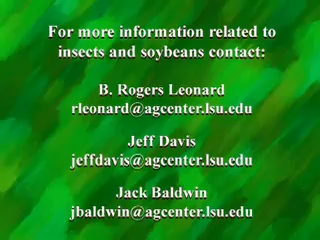 For more information related to
insects and soybeans contact:
B. Rogers Leonard
rleonard@agcenter.lsu.edu
Jeff Davis
jeffdavis@agcenter.lsu.edu
Jack Baldwin
jbaldwin@agcenter.lsu.edu